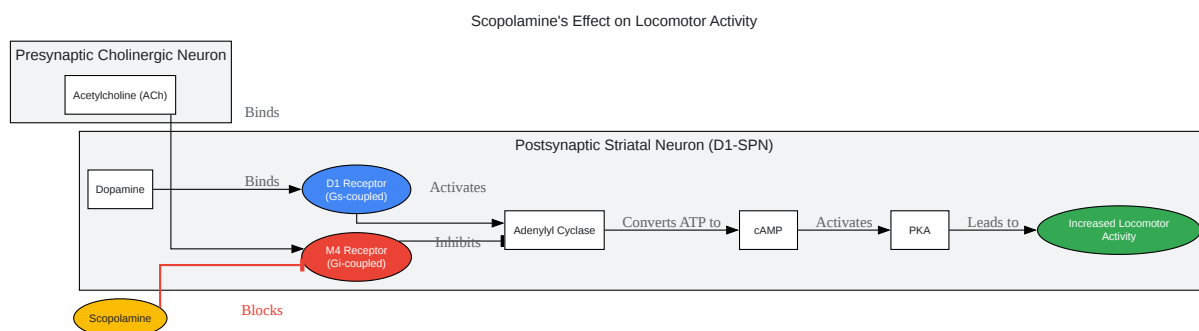 Scopolamine's Effect on Locomotor Activity
Presynaptic Cholinergic Neuron
Acetylcholine (ACh)
Binds
Postsynaptic Striatal Neuron (D1-SPN)
Dopamine
Binds
D1 Receptor
(Gs-coupled)
Activates
M4 Receptor
(Gi-coupled)
Inhibits
Adenylyl Cyclase
Converts ATP to
cAMP
Activates
PKA
Leads to
Increased Locomotor
Activity
Scopolamine
Blocks